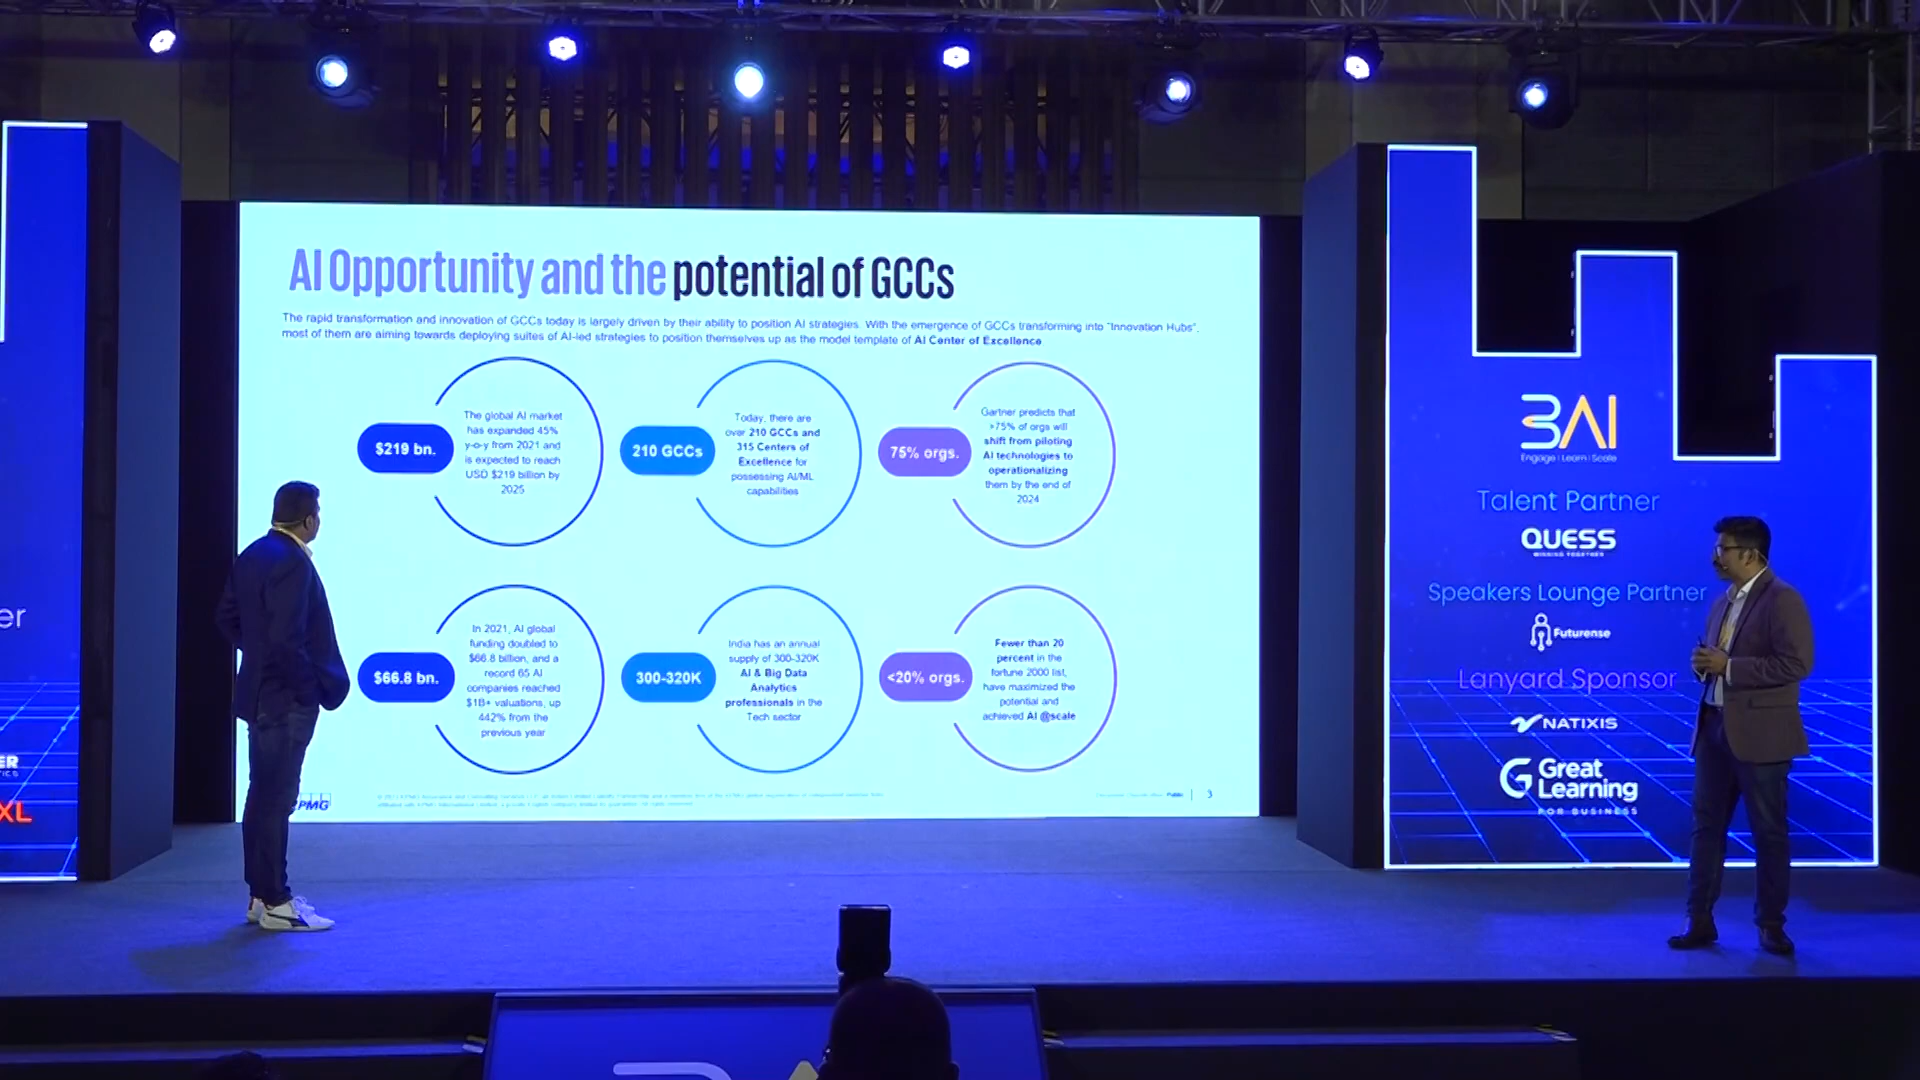 AI Opportunity and the potential of GCCs
The rapid transformation and innovation of GCCs today is largely driven by their ability to position AI strategies. With the emergence of GCCs transforming into "Innovation Hubs",
most of them are aiming towards deploying suites of AI-led strategies to position themselves up as the model template of AI Center of Excellence
$219 bn.
The global AI market
has expanded 45%
y-o-y from 2021 and
is expected to reach
USD $219 billion by
2025
210 GCCs
Today, there are
over 210 GCCs and
315 Centers of
Excellence for
possessing AI/ML
capabilities
75% orgs.
Gartner predicts that
>75% of orgs will
shift from piloting
AI technologies to
operationalizing
them by the end of
2024
$66.8 bn.
In 2021, AI global
funding doubled to
$66.8 billion, and a
record 65 AI
companies reached
$1B+ valuations, up
442% from the
previous year
300-320K
India has an annual
supply of 300-320K
AI & Big Data
Analytics
professionals in the
Tech sector
<20% orgs.
Fewer than 20
percent in the
fortune 2000 list,
have maximized the
potential and
achieved AI @scale
KPMG
Public
3
3AI
Engage | Learn | Scale
Talent Partner
QUESS
WINNING TOGETHER
Speakers Lounge Partner
Futurense
Lanyard Sponsor
NATIXIS
Great
Learning
FOR BUSINESS
er
ER
XL